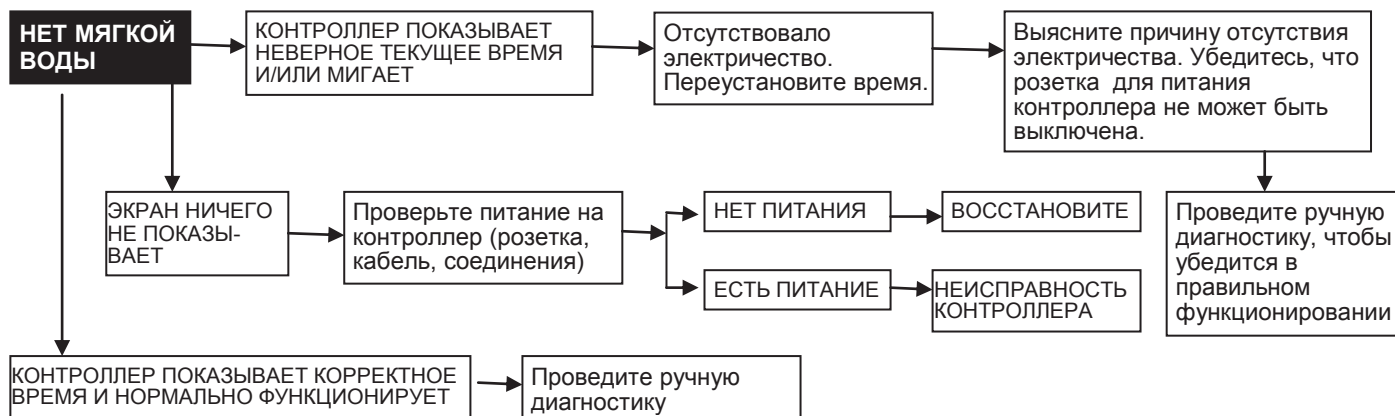 НЕТ МЯГКОЙ
ВОДЫ
КОНТРОЛЛЕР ПОКАЗЫВАЕТ
НЕВЕРНОЕ ТЕКУЩЕЕ ВРЕМЯ
И/ИЛИ МИГАЕТ
Отсутствовало
электричество.
Переустановите время.
Выясните причину отсутствия
электричества. Убедитесь, что
розетка для питания
контроллера не может быть
выключена.
ЭКРАН НИЧЕГО
НЕ ПОКАЗЫ-
ВАЕТ
Проверьте питание на
контроллер (розетка,
кабель, соединения)
НЕТ ПИТАНИЯ
ВОССТАНОВИТЕ
ЕСТЬ ПИТАНИЕ
НЕИСПРАВНОСТЬ
КОНТРОЛЛЕРА
Проведите ручную
диагностику, чтобы
убедится в
правильном
функционировании
КОНТРОЛЛЕР ПОКАЗЫВАЕТ КОРРЕКТНОЕ
ВРЕМЯ И НОРМАЛЬНО ФУНКЦИОНИРУЕТ
Проведите ручную
диагностику